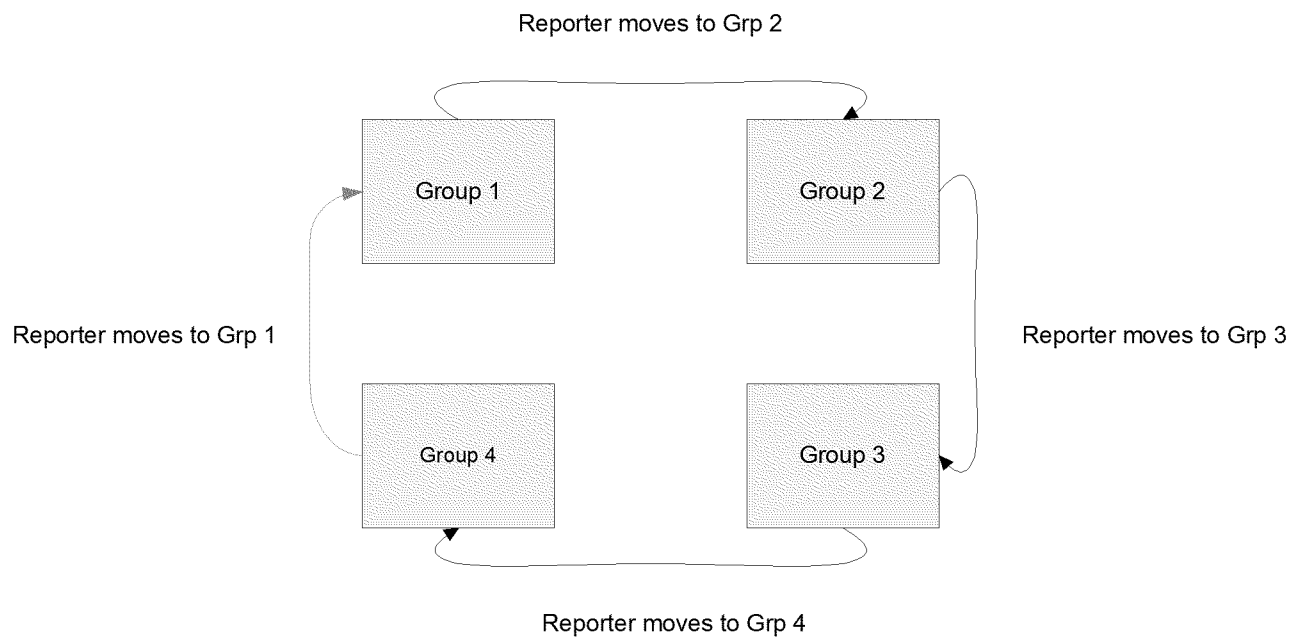 Reporter moves to Grp 2
Group 1
Group 2
Reporter moves to Grp 1
Reporter moves to Grp 3
Group 4
Group 3
Reporter moves to Grp 4